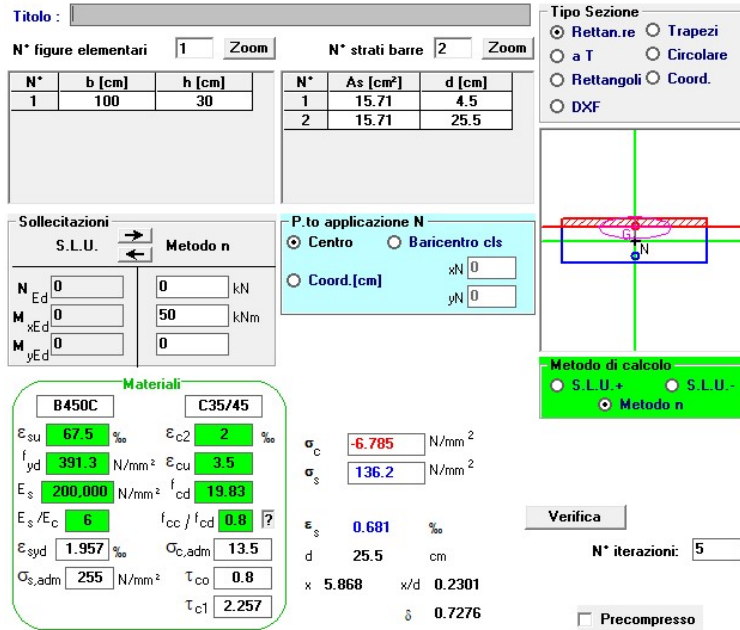 Titolo :
N° figure elementari 1 Zoom
N° strati barre 2 Zoom
N° b [cm] h [cm]
1 100 30
N° As [cm²] d [cm]
1 15.71 4.5
2 15.71 25.5
Tipo Sezione
Rettan.re Trapezi
a T Circolare
Rettangoli Coord.
DXF
G
N
Sollecitazioni
S.L.U. Metodo n
N Ed 0 0 kN
M xEd 0 50 kNm
M yEd 0 0
P.to applicazione N
Centro Baricentro cls
Coord.[cm] xN 0
yN 0
Metodo di calcolo
S.L.U.+ S.L.U.-
Metodo n
Materiali
B450C C35/45
εsu 67.5 ‰ εc2 2 ‰
fyd 391.3 N/mm² εcu 3.5
Es 200,000 N/mm² fcd 19.83
Es/Ec 6 fcc / fcd 0.8 ?
εsyd 1.957 ‰ σc,adm 13.5
σs,adm 255 N/mm² τco 0.8
τc1 2.257
σc -6.785 N/mm²
σs 136.2 N/mm²
εs 0.681 ‰
d 25.5 cm
x 5.868 x/d 0.2301
δ 0.7276
Verifica
N° iterazioni: 5
Precompresso